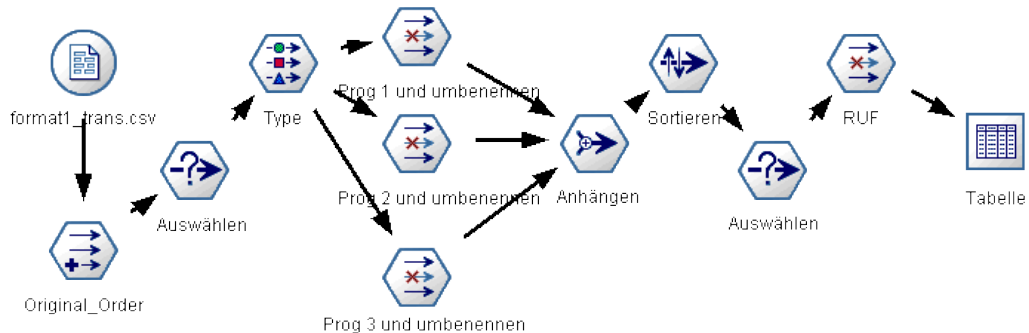 format1_trans.csv
Original_Order
Auswählen
Type
Prog 1 und umbenennen
Prog 2 und umbenennen
Prog 3 und umbenennen
Anhängen
Sortieren
Auswählen
RUF
Tabelle